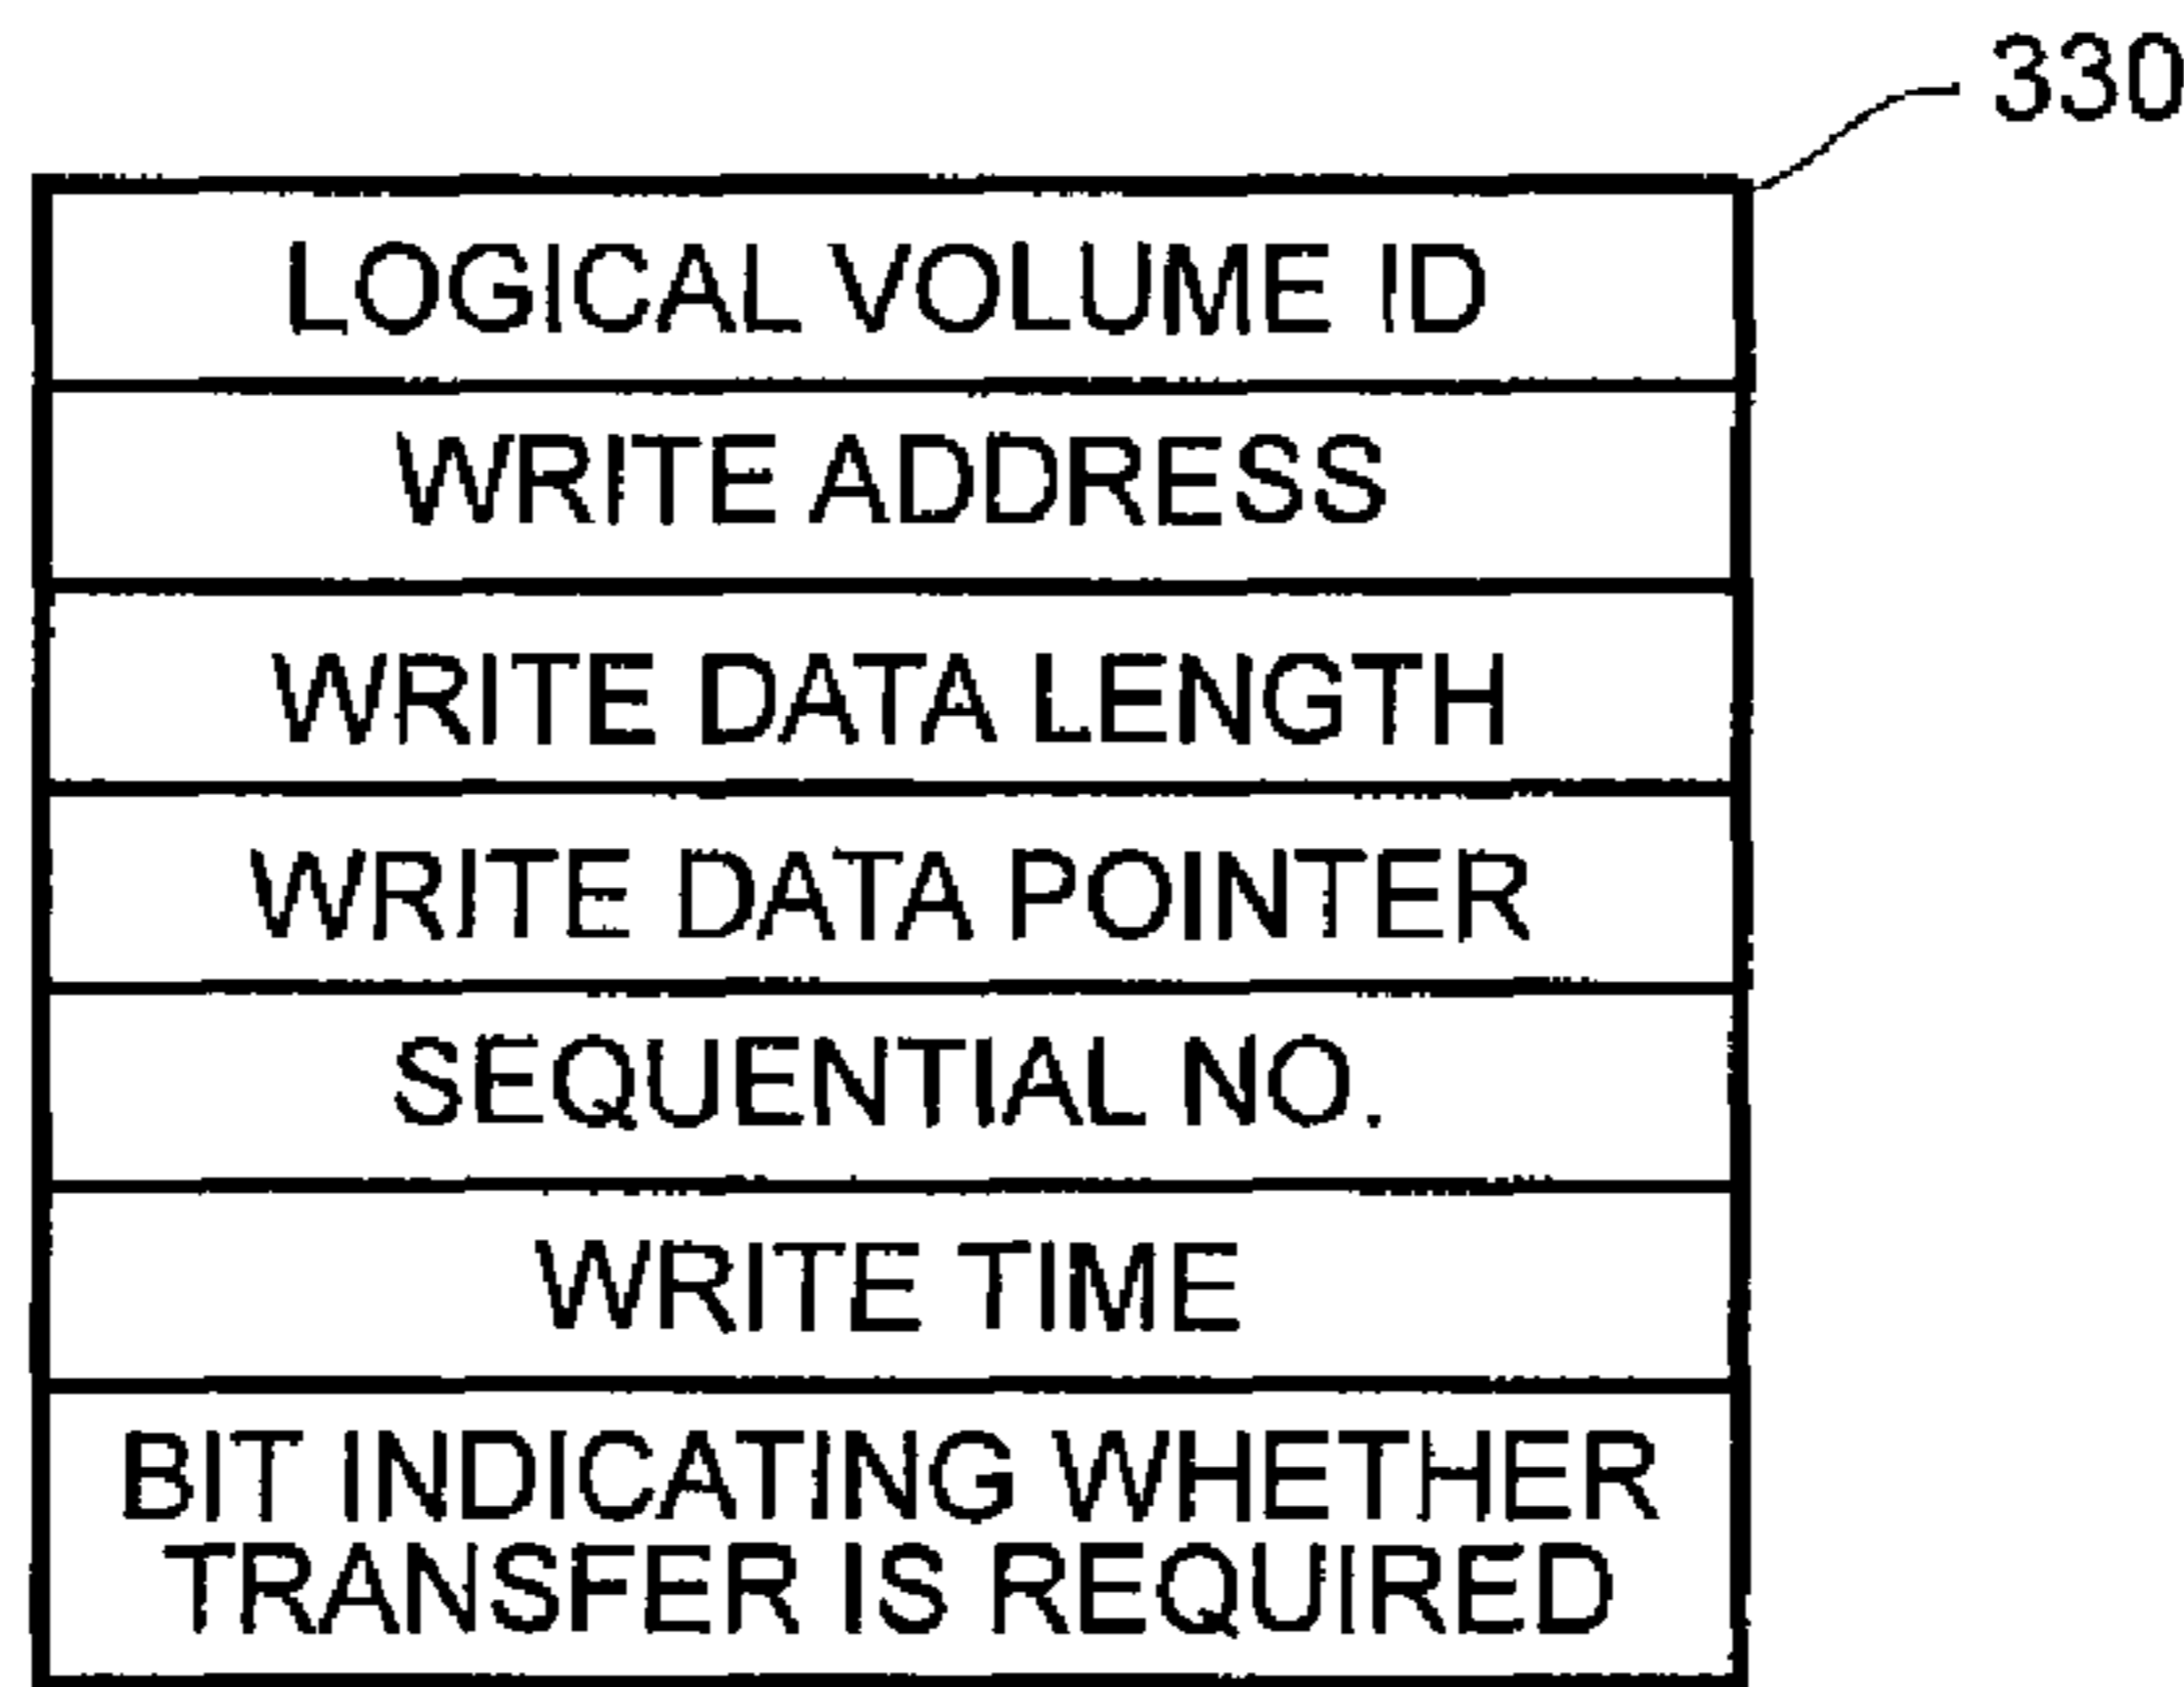 330
LOGICAL VOLUME ID
WRITE ADDRESS
WRITE DATA LENGTH
WRITE DATA POINTER
SEQUENTIAL NO.
WRITE TIME
BIT INDICATING WHETHER
TRANSFER IS REQUIRED